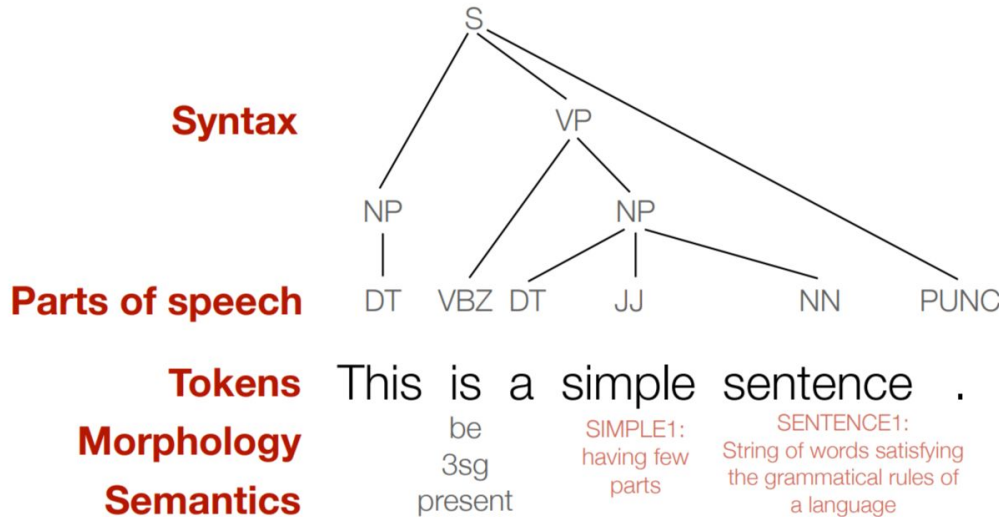 S
Syntax
VP
NP NP
Parts of speech DT VBZ DT JJ NN PUNC
Tokens This is a simple sentence .
Morphology be SIMPLE1: SENTENCE1:
3sg having few String of words satisfying
parts the grammatical rules of
Semantics present a language